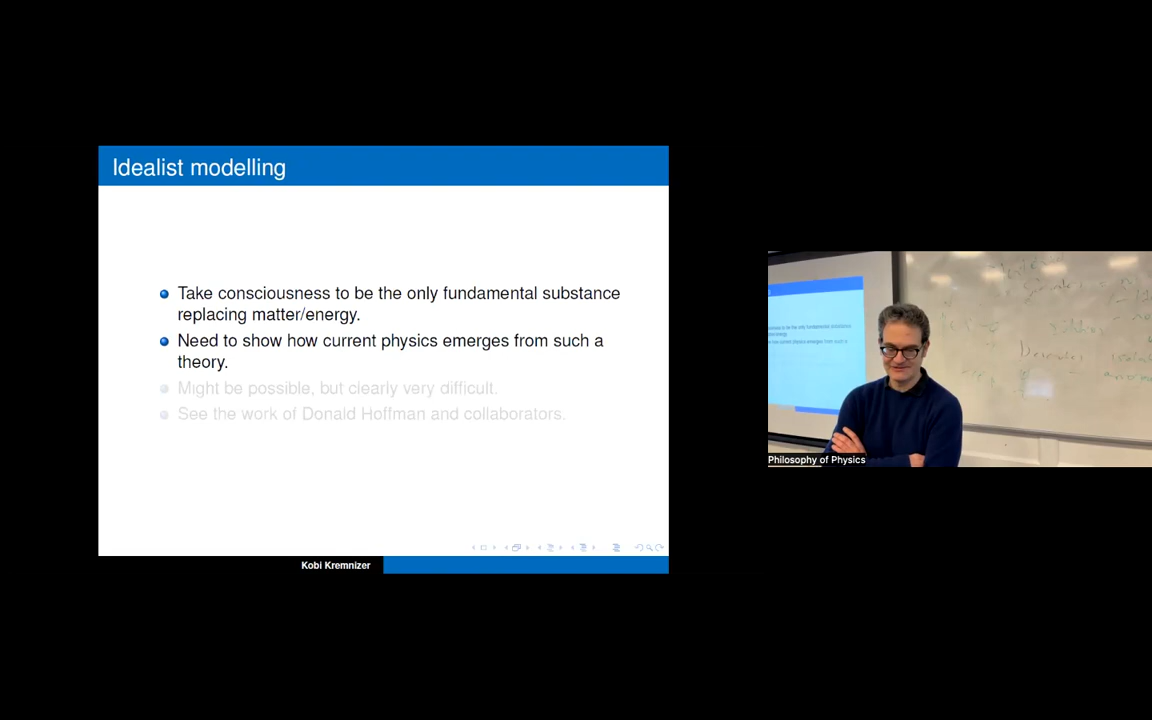 Idealist modelling
Take consciousness to be the only fundamental substance
replacing matter/energy.
Need to show how current physics emerges from such a
theory.
Might be possible, but clearly very difficult.
See the work of Donald Hoffman and collaborators.
Kobi Kremnizer
Philosophy of Physics